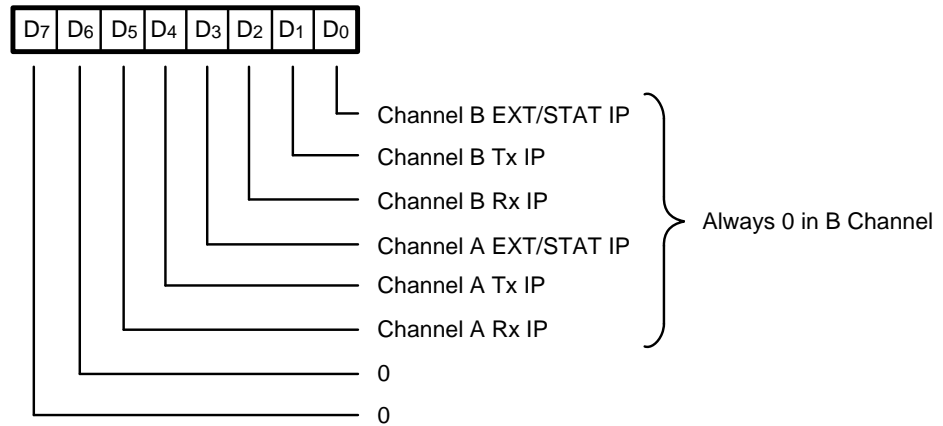 D7 D6 D5 D4 D3 D2 D1 D0
Channel B EXT/STAT IP
Channel B Tx IP
Channel B Rx IP
Channel A EXT/STAT IP
Channel A Tx IP
Channel A Rx IP
0
0
Always 0 in B Channel